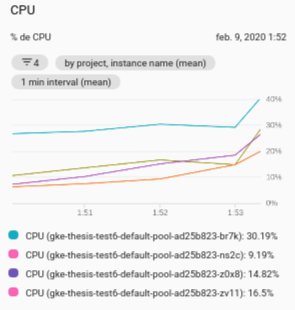 CPU
% de CPU
feb. 9, 2020 1:52
4
by project, instance name (mean)
1 min interval (mean)
40%
30%
20%
10%
0%
1:51
1:52
1:53
CPU (gke-thesis-test6-default-pool-ad25b823-br7k): 30.19%
CPU (gke-thesis-test6-default-pool-ad25b823-ns2c): 9.19%
CPU (gke-thesis-test6-default-pool-ad25b823-z0x8): 14.82%
CPU (gke-thesis-test6-default-pool-ad25b823-zv11): 16.5%